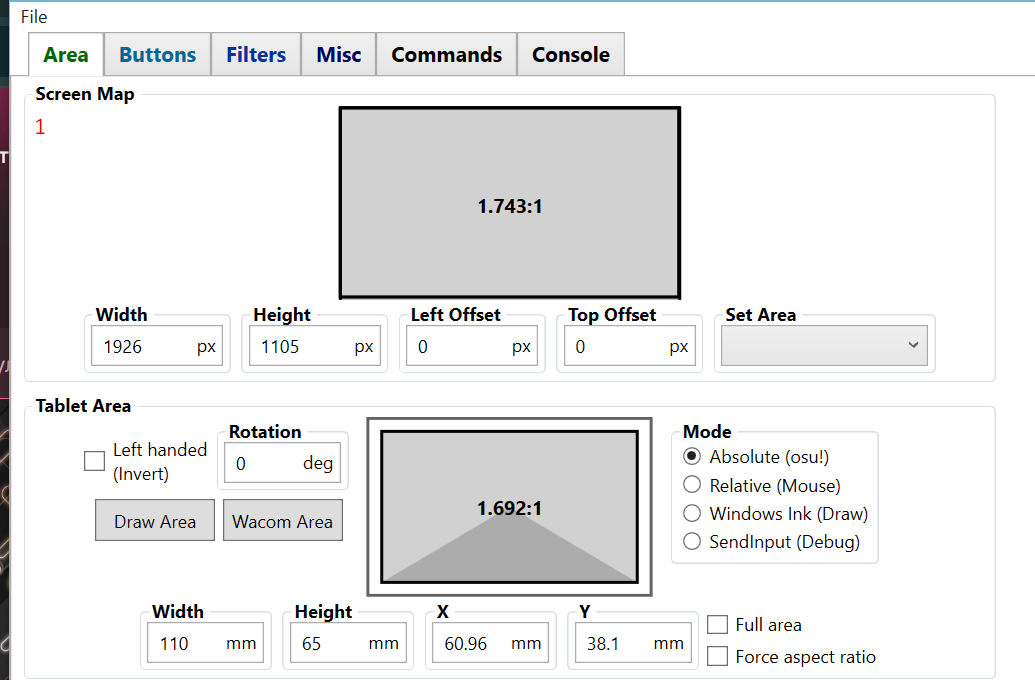 File
Area Buttons Filters Misc Commands Console
Screen Map
1
1.743:1
Width Height Left Offset Top Offset Set Area
1926 px 1105 px 0 px 0 px
Tablet Area
Left handed
(Invert)
Rotation
0 deg
Draw Area Wacom Area
1.692:1
Mode
Absolute (osu!)
Relative (Mouse)
Windows Ink (Draw)
SendInput (Debug)
Width Height X Y
110 mm 65 mm 60.96 mm 38.1 mm
Full area
Force aspect ratio